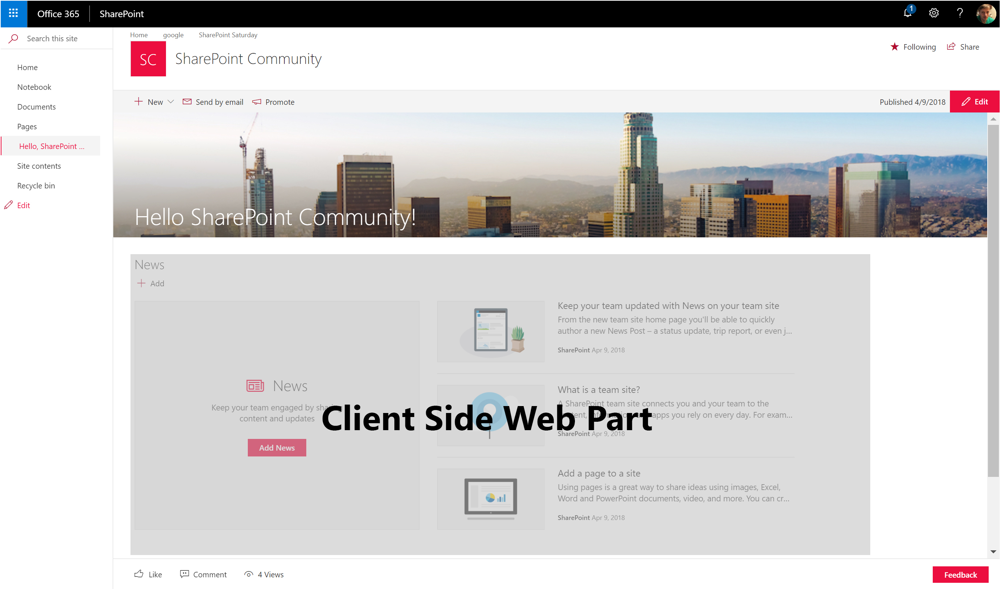 Office 365
SharePoint
1
Search this site
Home
Notebook
Documents
Pages
Hello, SharePoint ...
Site contents
Recycle bin
Edit
Home google SharePoint Saturday
SC
SharePoint Community
Following
Share
New
Send by email
Promote
Published 4/9/2018
Edit
Hello SharePoint Community!
News
Add
News
Keep your team engaged by sharing
content and updates
Add News
Keep your team updated with News on your team site
From the new team site home page you'll be able to quickly
author a new News Post – a status update, trip report, or even j...
SharePoint Apr 9, 2018
What is a team site?
A SharePoint team site connects you and your team to the
content, information, and apps you rely on every day. For exam...
SharePoint Apr 9, 2018
Client Side Web Part
Add a page to a site
Using pages is a great way to share ideas using images, Excel,
Word and PowerPoint documents, video, and more. You can cr...
SharePoint Apr 9, 2018
Like
Comment
4 Views
Feedback